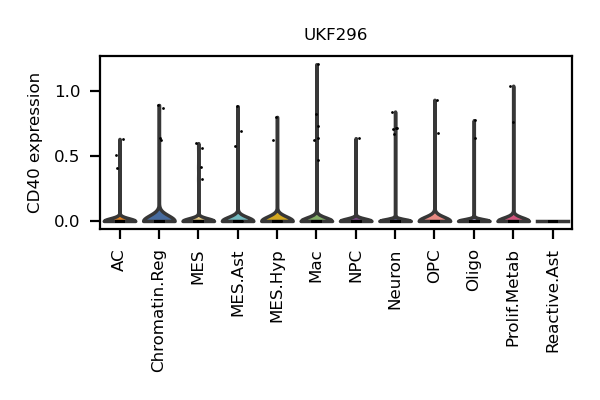 UKF296
CD40 expression
1.0
0.5
0.0
AC
Chromatin.Reg
MES
MES.Ast
MES.Hyp
Mac
NPC
Neuron
OPC
Oligo
Prolif.Metab
Reactive.Ast